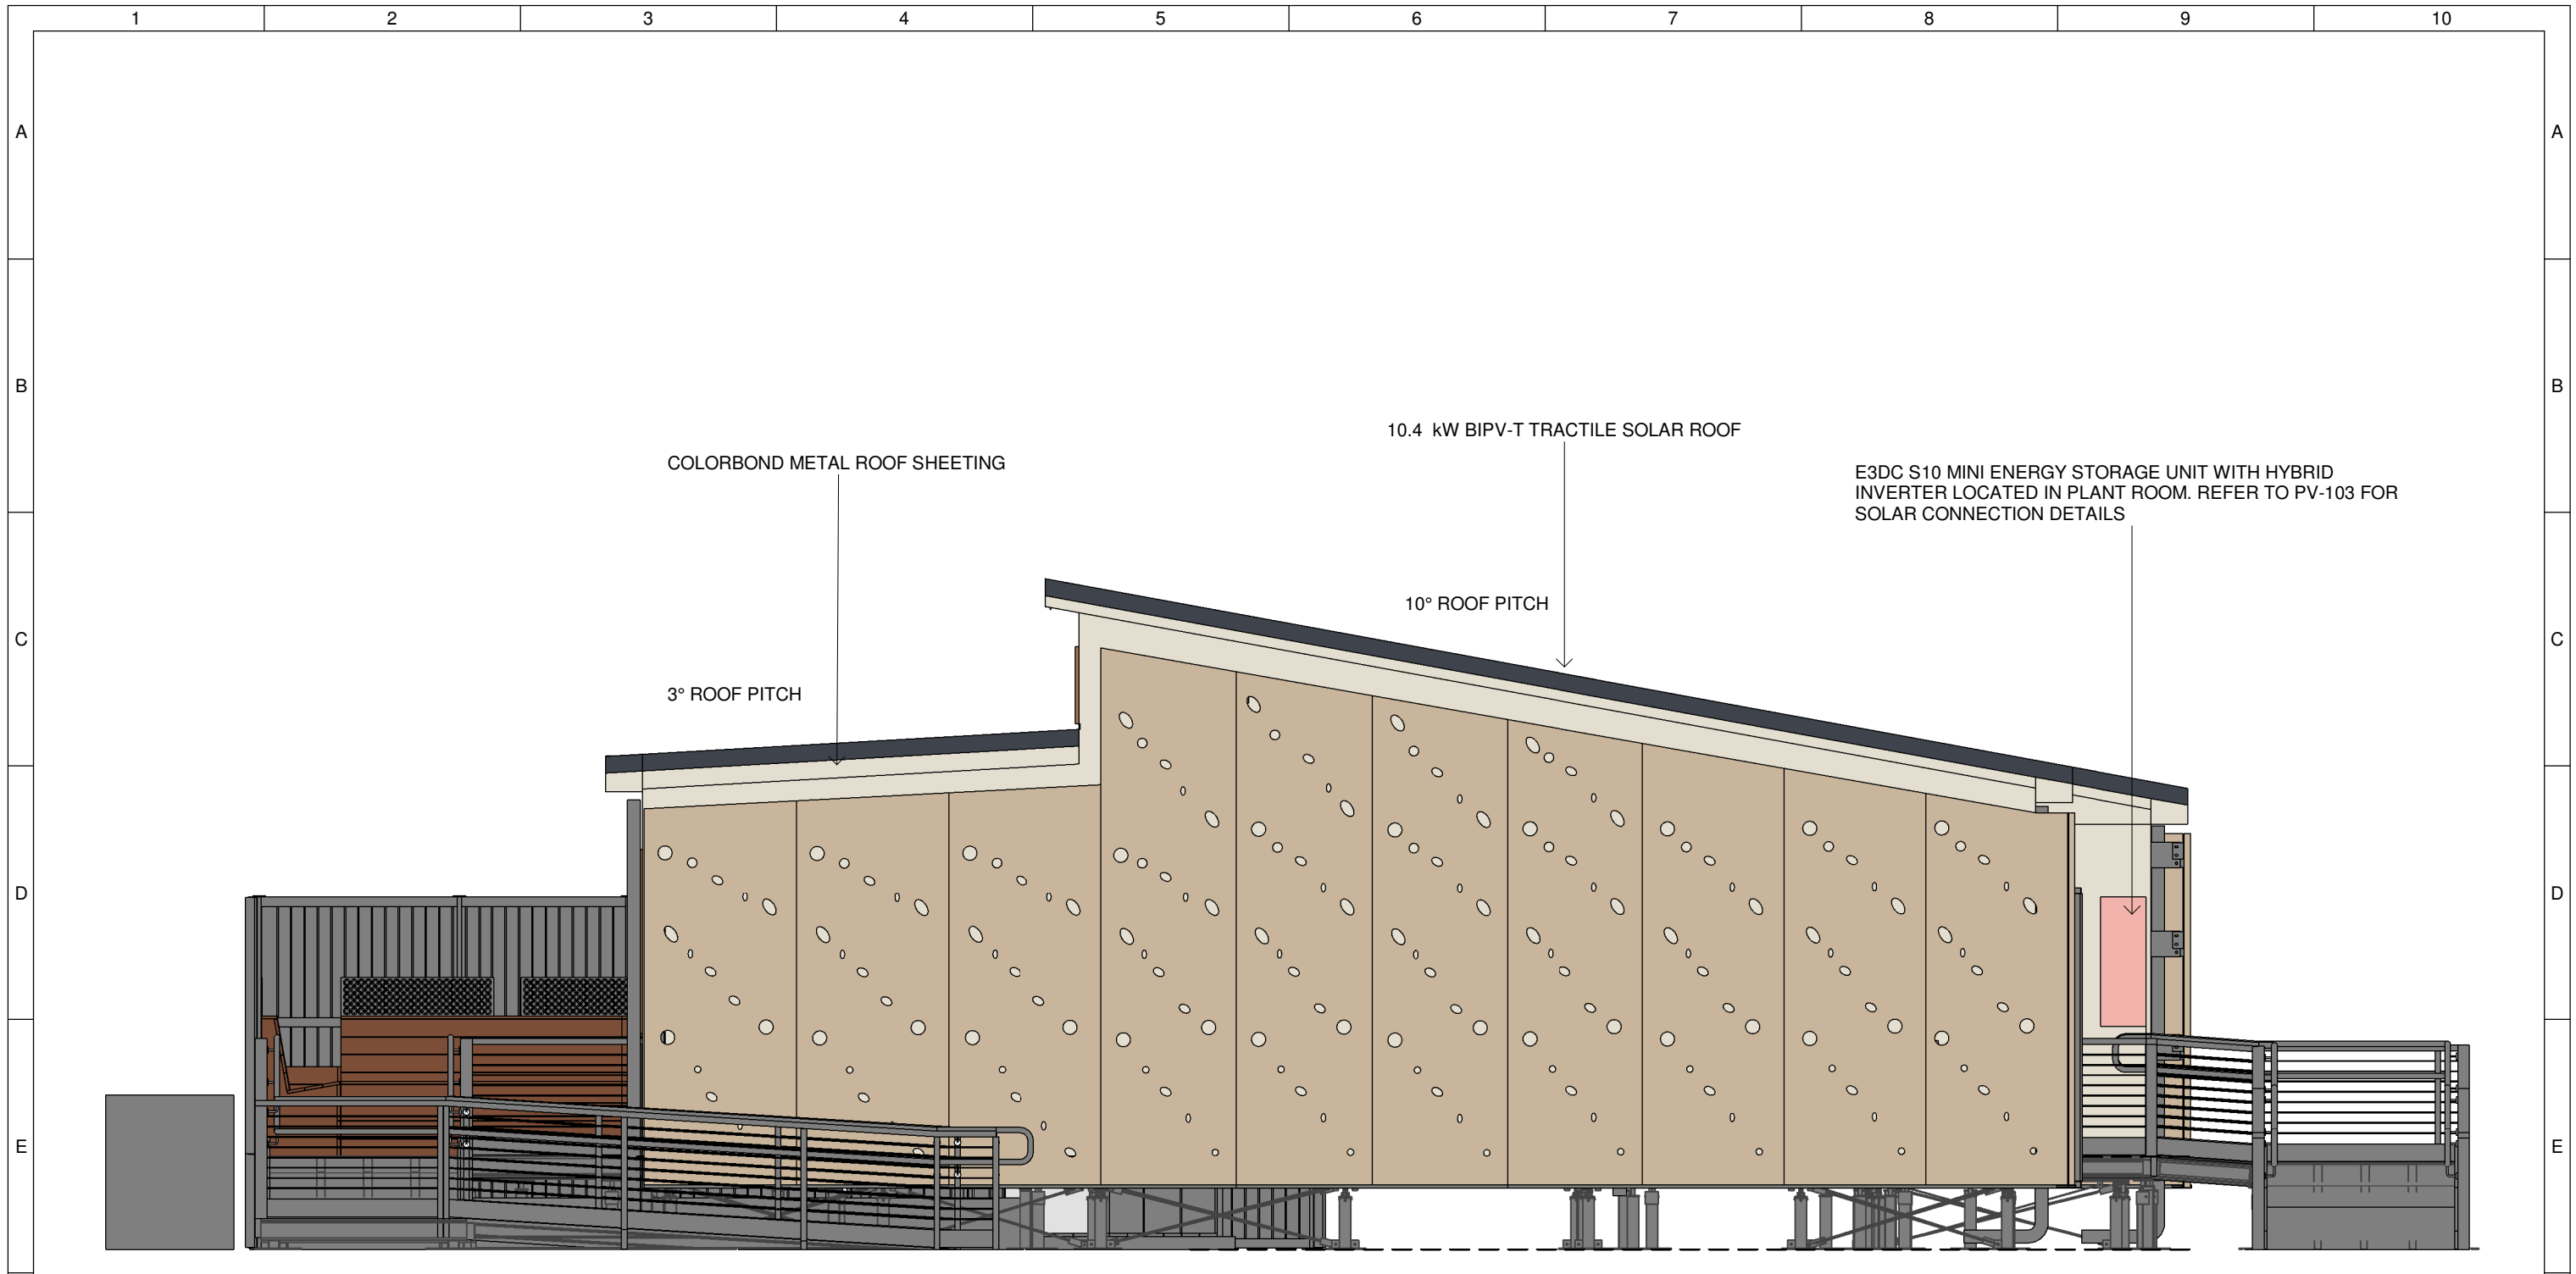 1 2 3 4 5 6 7 8 9 10
A A
B B
10.4 kW BIPV-T TRACTILE SOLAR ROOF
COLORBOND METAL ROOF SHEETING
E3DC S10 MINI ENERGY STORAGE UNIT WITH HYBRID
INVERTER LOCATED IN PLANT ROOM. REFER TO PV-103 FOR
SOLAR CONNECTION DETAILS
10° ROOF PITCH
C C
3° ROOF PITCH
D D
E E